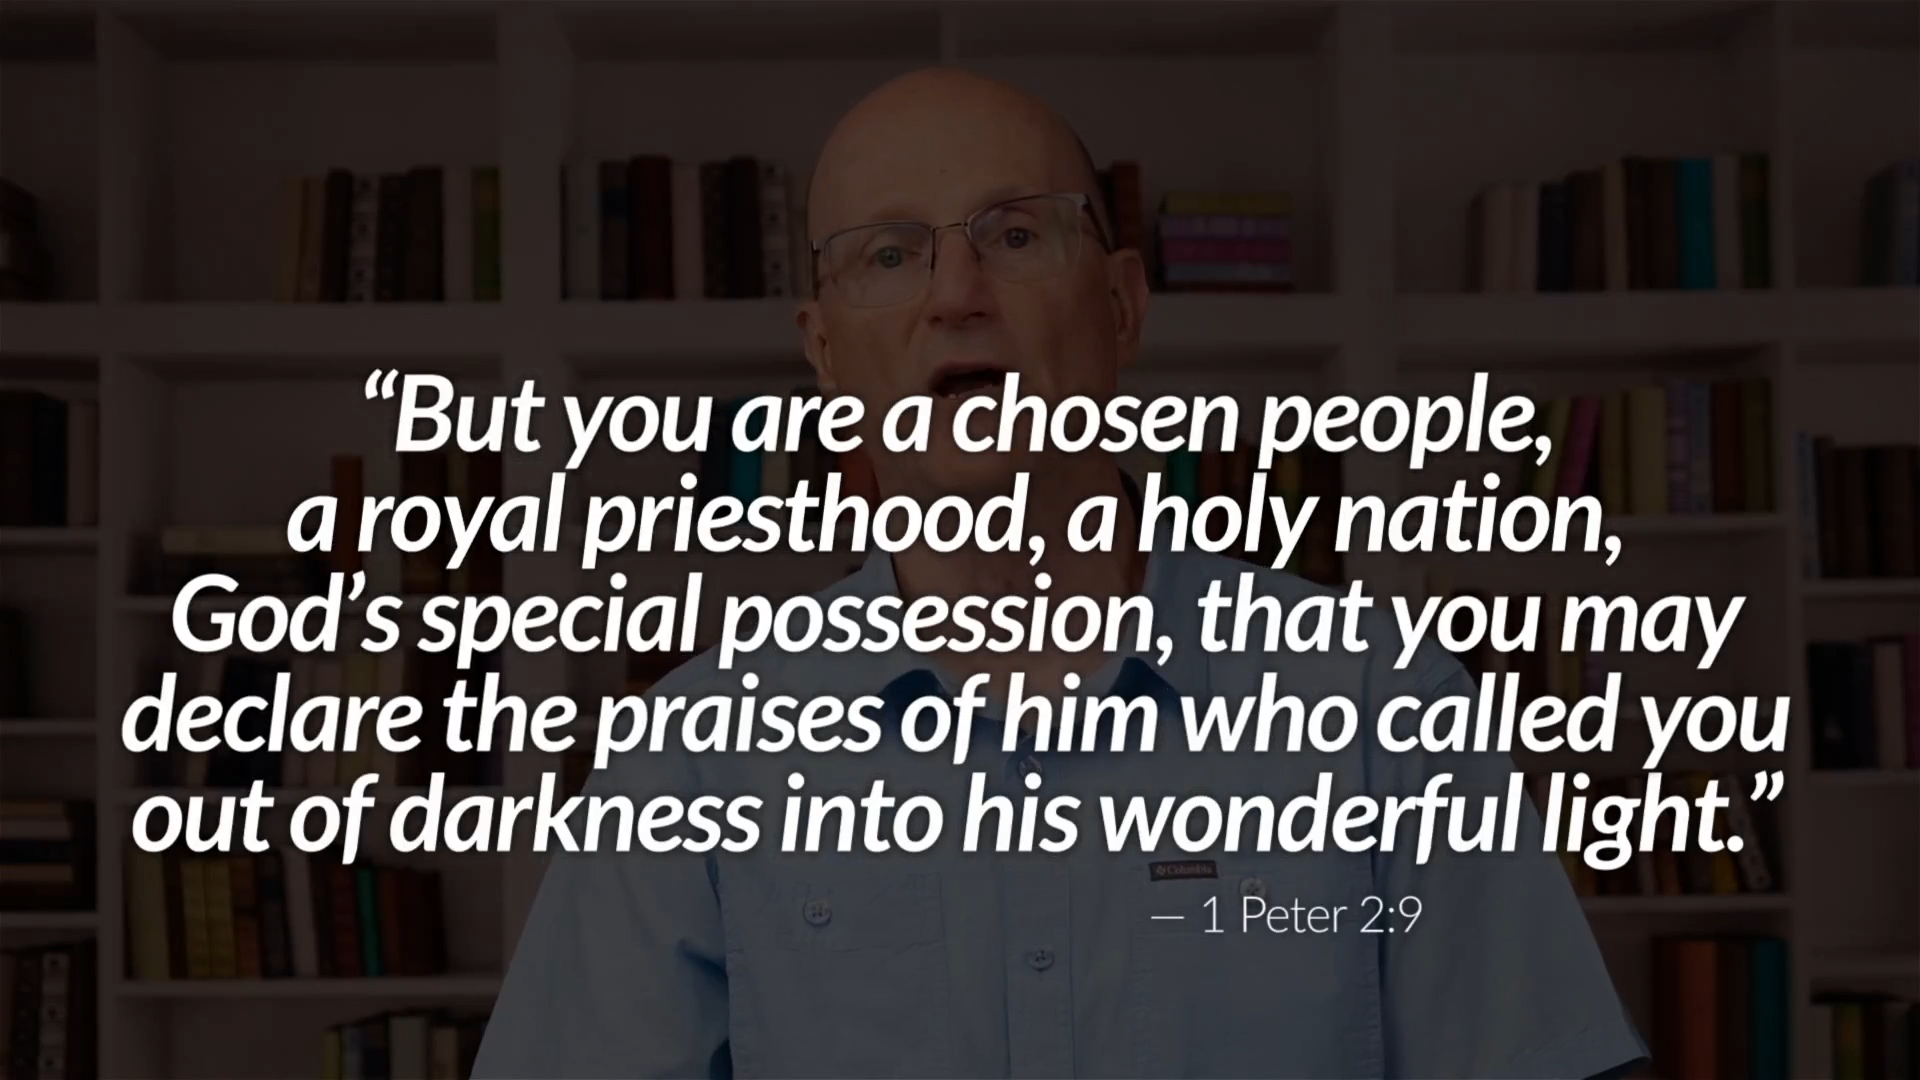 “But you are a chosen people,
a royal priesthood, a holy nation,
God’s special possession, that you may
declare the praises of him who called you
out of darkness into his wonderful light.”
Columbia
— 1 Peter 2:9